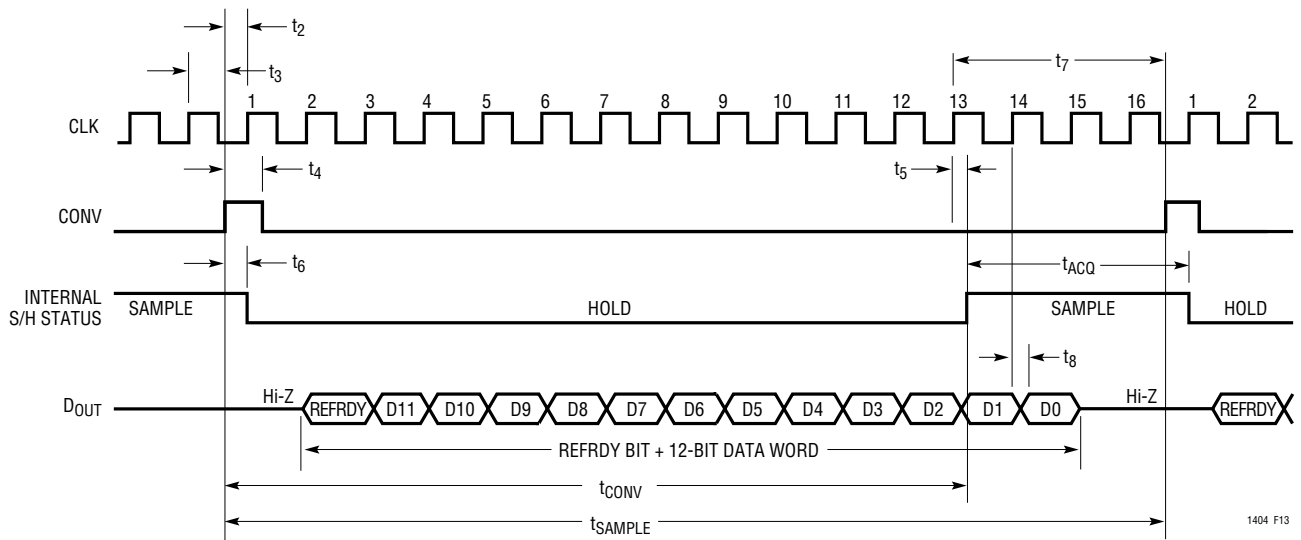 t2
t3
t7
1 2 3 4 5 6 7 8 9 10 11 12 13 14 15 16 1 2
CLK
t4
t5
CONV
t6
tACQ
INTERNAL
S/H STATUS
SAMPLE HOLD SAMPLE HOLD
t8
DOUT
Hi-Z REFRDY D11 D10 D9 D8 D7 D6 D5 D4 D3 D2 D1 D0 Hi-Z REFRDY
REFRDY BIT + 12-BIT DATA WORD
tCONV
tSAMPLE
1404 F13